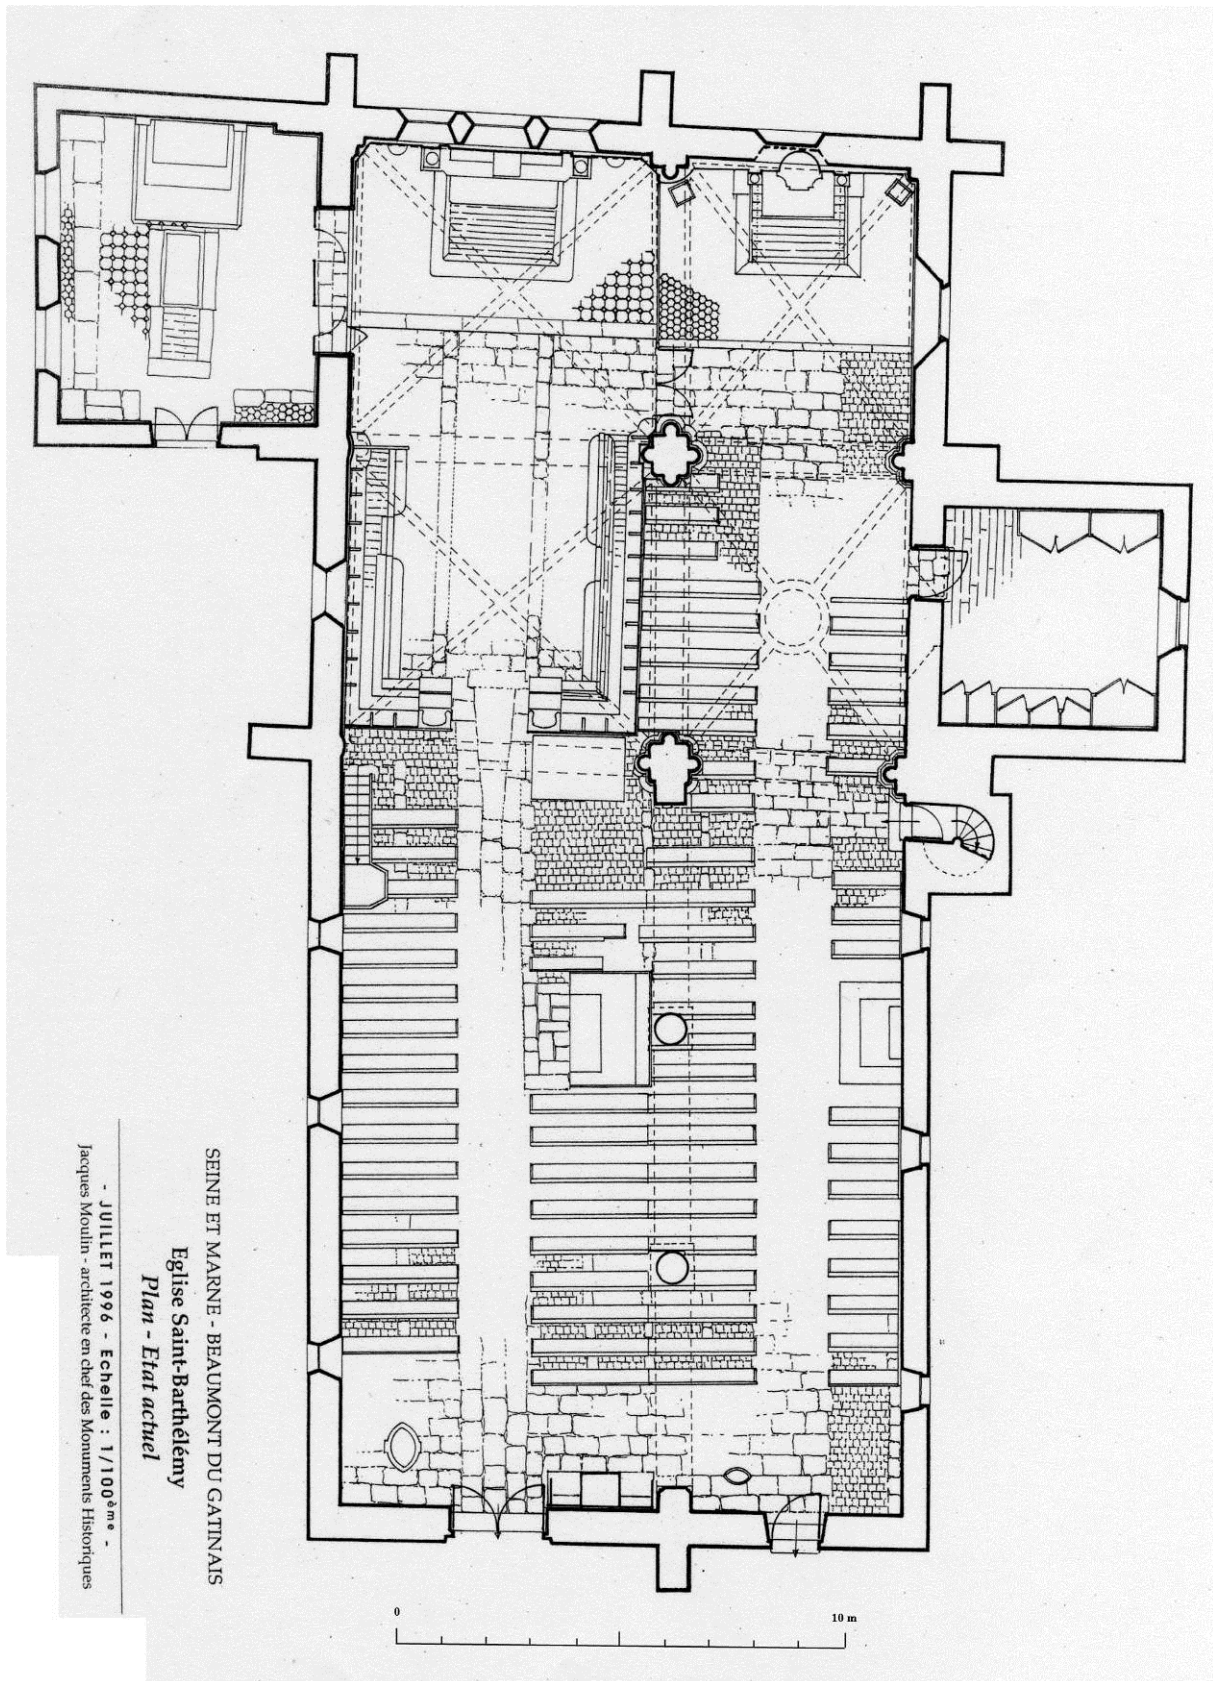 SEINE ET MARNE - BEAUMONT DU GATINAIS
Eglise Saint-Barthélémy
Plan - Etat actuel
- JUILLET 1996 - Echelle : 1/100ème -
Jacques Moulin - architecte en chef des Monuments Historiques
0
10 m